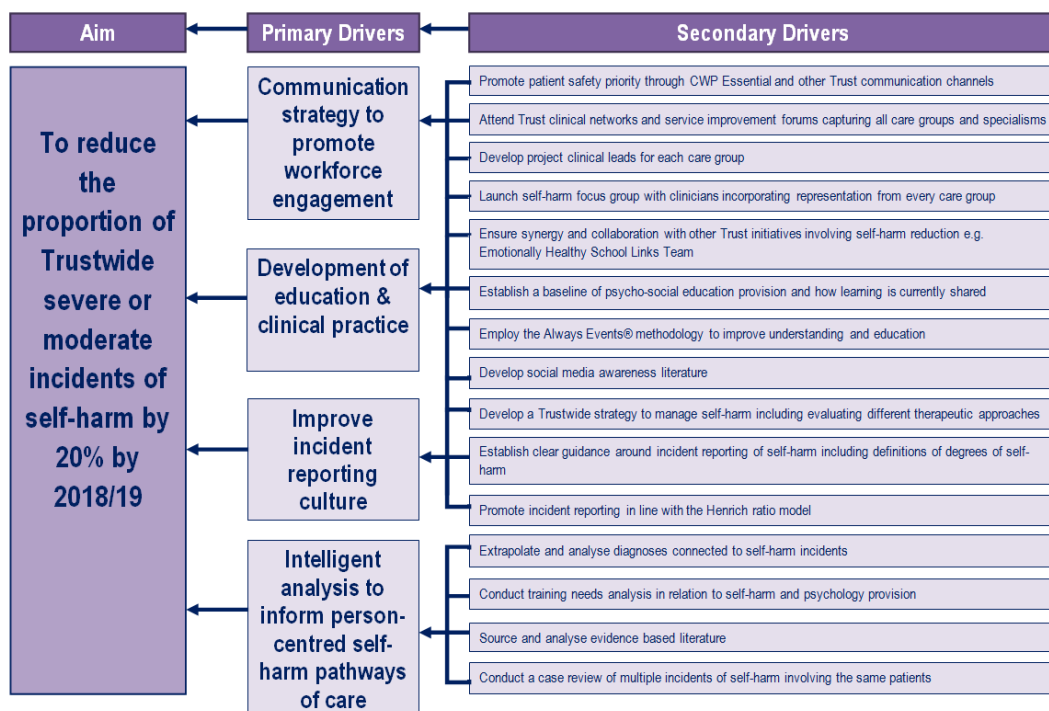 Aim
Primary Drivers
Secondary Drivers
To reduce
the
proportion of
Trustwide
severe or
moderate
incidents of
self-harm by
20% by
2018/19
Communication
strategy to
promote
workforce
engagement
Development of
education &
clinical practice
Improve
incident
reporting
culture
Intelligent
analysis to
inform person-
centred self-
harm pathways
of care
Promote patient safety priority through CWP Essential and other Trust communication channels
Attend Trust clinical networks and service improvement forums capturing all care groups and specialisms
Develop project clinical leads for each care group
Launch self-harm focus group with clinicians incorporating representation from every care group
Ensure synergy and collaboration with other Trust initiatives involving self-harm reduction e.g.
Emotionally Healthy School Links Team
Establish a baseline of psycho-social education provision and how learning is currently shared
Employ the Always Events® methodology to improve understanding and education
Develop social media awareness literature
Develop a Trustwide strategy to manage self-harm including evaluating different therapeutic approaches
Establish clear guidance around incident reporting of self-harm including definitions of degrees of self-
harm
Promote incident reporting in line with the Henrich ratio model
Extrapolate and analyse diagnoses connected to self-harm incidents
Conduct training needs analysis in relation to self-harm and psychology provision
Source and analyse evidence based literature
Conduct a case review of multiple incidents of self-harm involving the same patients